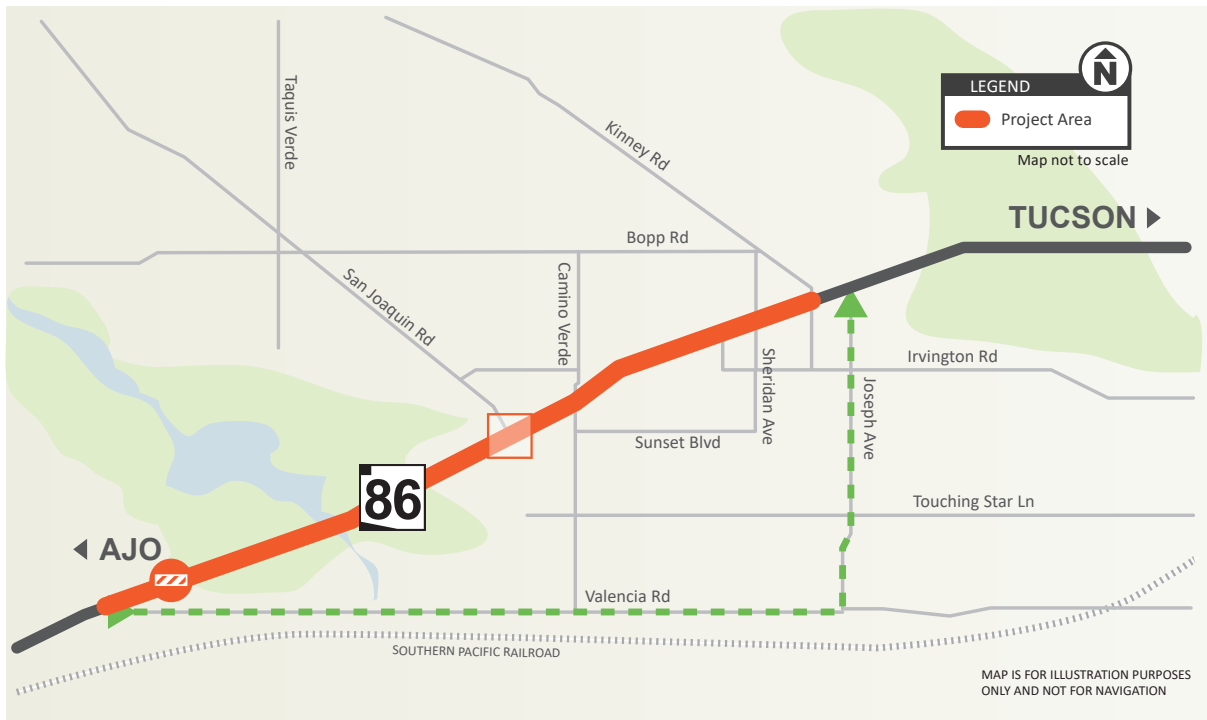 N
LEGEND
Project Area
Map not to scale
Taquis Verde
Kinney Rd
TUCSON
Bopp Rd
San Joaquin Rd
Camino Verde
Sheridan Ave
Irvington Rd
Joseph Ave
Sunset Blvd
86
Touching Star Ln
AJO
Valencia Rd
SOUTHERN PACIFIC RAILROAD
MAP IS FOR ILLUSTRATION PURPOSES
ONLY AND NOT FOR NAVIGATION